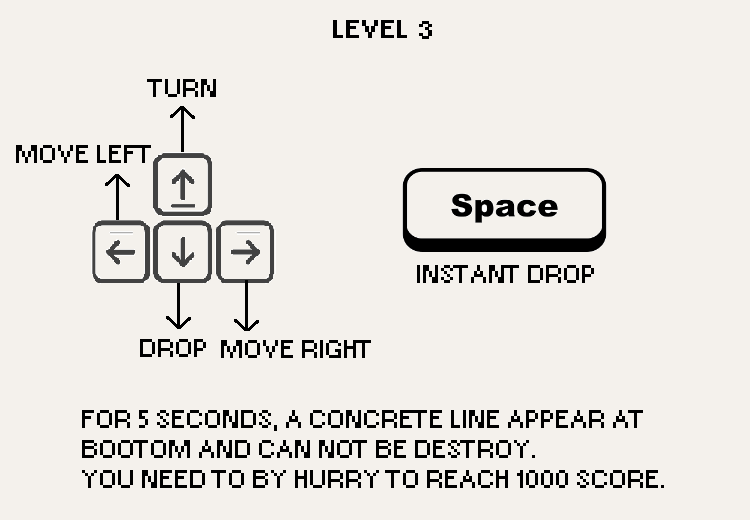 LEVEL 3
TURN
MOVE LEFT
Space
INSTANT DROP
DROP MOVE RIGHT
FOR 5 SECONDS, A CONCRETE LINE APPEAR AT
BOOTOM AND CAN NOT BE DESTROY.
YOU NEED TO BY HURRY TO REACH 1000 SCORE.